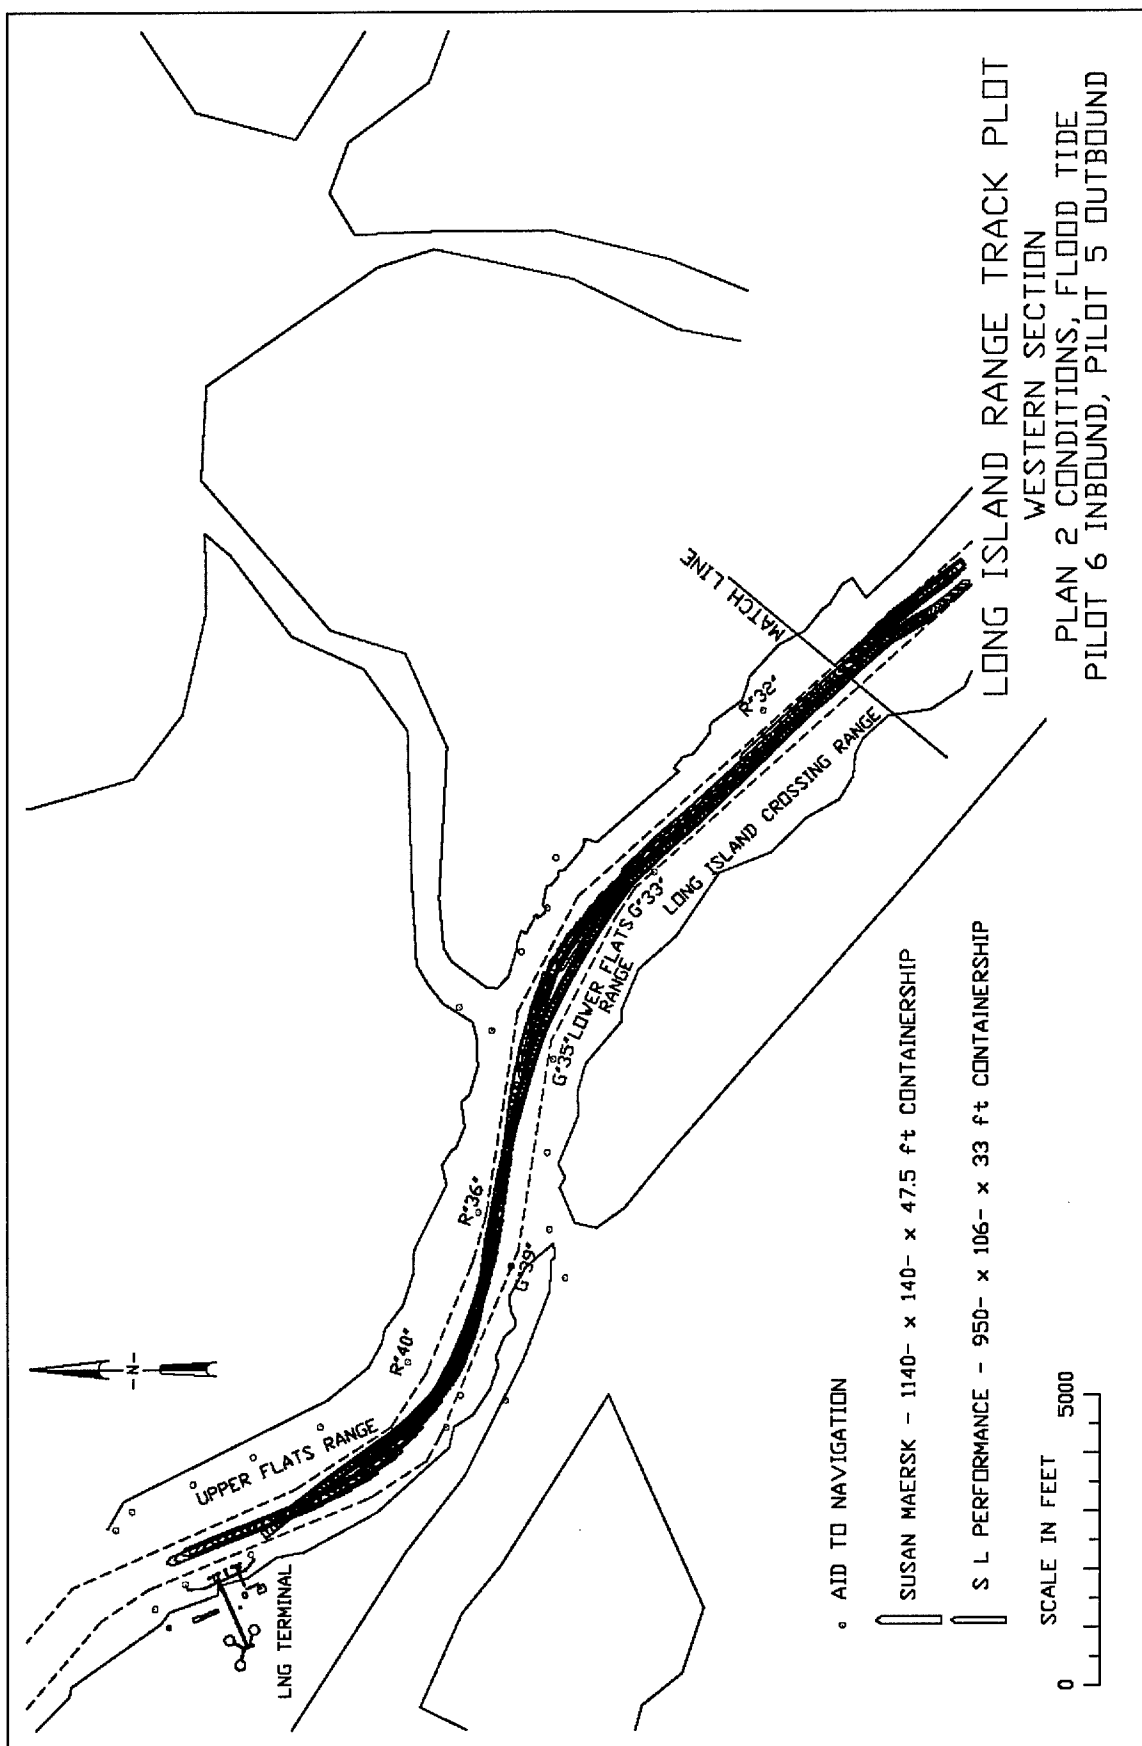 -N-
UPPER FLATS RANGE
R"40"
R"36"
G"39"
LNG TERMINAL
G"35"
LOWER FLATS
RANGE
G"33"
R"32"
MATCH LINE
LONG ISLAND CROSSING RANGE
AID TO NAVIGATION
SUSAN MAERSK - 1140- x 140- x 47.5 ft CONTAINERSHIP
S L PERFORMANCE - 950- x 106- x 33 ft CONTAINERSHIP
SCALE IN FEET
0 5000
LONG ISLAND RANGE TRACK PLOT
WESTERN SECTION
PLAN 2 CONDITIONS, FLOOD TIDE
PILOT 6 INBOUND, PILOT 5 OUTBOUND